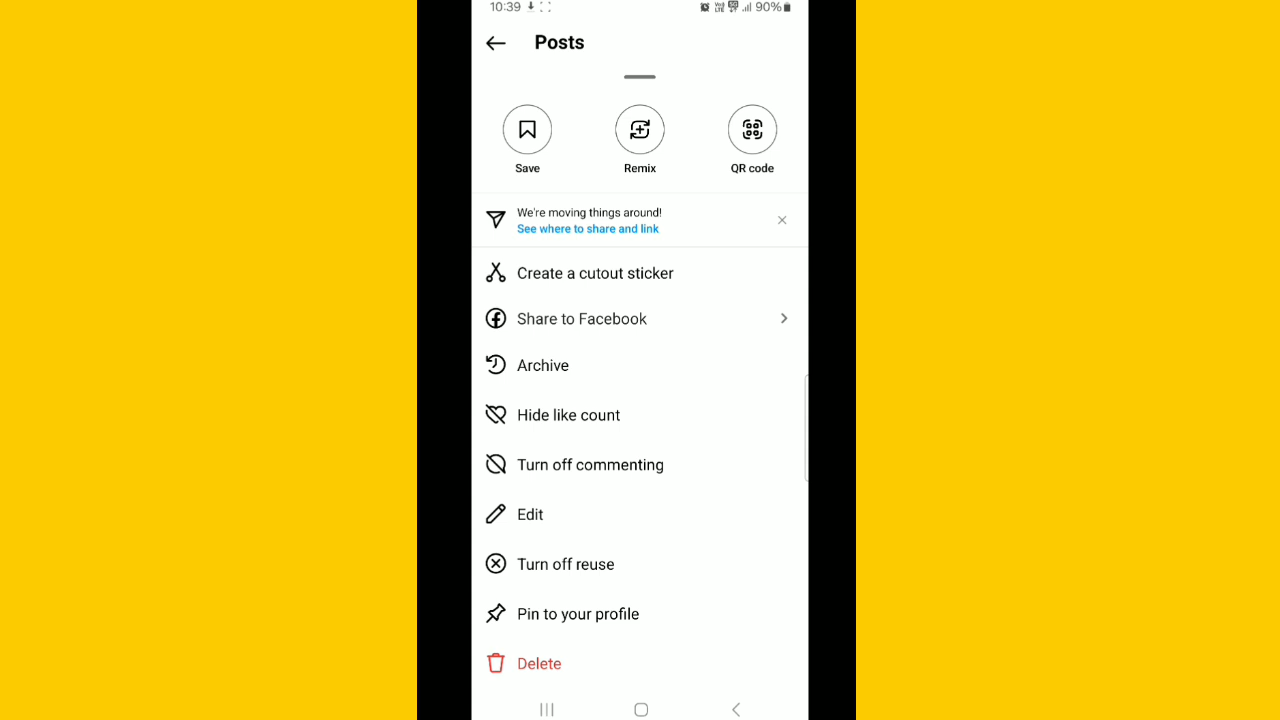 10:39
90%
Posts
Save
Remix
QR code
We're moving things around!
See where to share and link
Create a cutout sticker
Share to Facebook
Archive
Hide like count
Turn off commenting
Edit
Turn off reuse
Pin to your profile
Delete